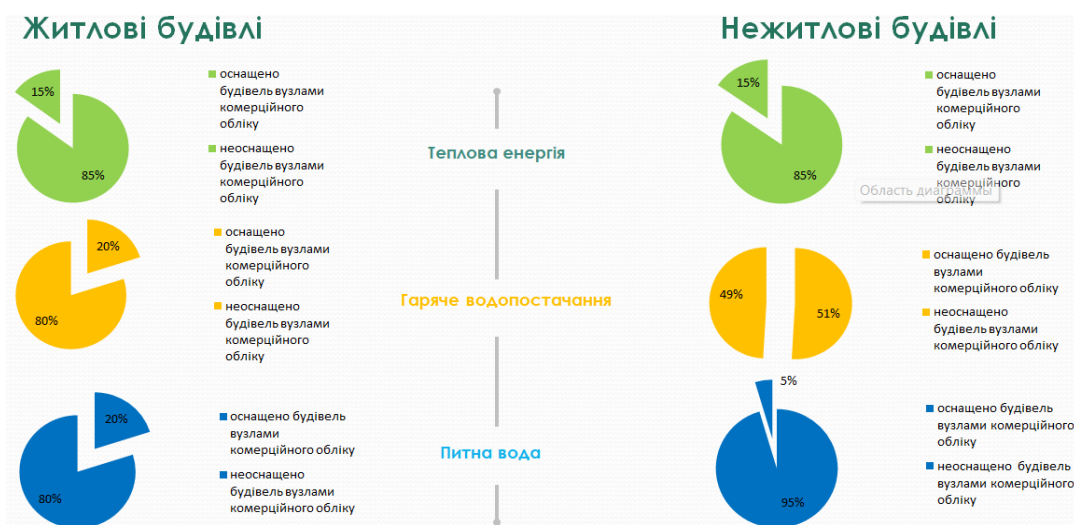 Житлові будівлі
15%
85%
оснащено
будівель вузлами
комерційного
обліку
неоснащено
будівель вузлами
комерційного
обліку
20%
80%
оснащено
будівель вузлами
комерційного
обліку
неоснащено
будівель вузлами
комерційного
обліку
20%
80%
оснащено будівель
вузлами
комерційного обліку
неоснащено
будівель вузлами
комерційного обліку
Теплова енергія
Гаряче водопостачання
Питна вода
Нежитлові будівлі
15%
85%
оснащено
будівель вузлами
комерційного
обліку
неоснащено
будівель вузлами
комерційного
обліку
Область диаграммы
49%
51%
оснащено будівель
вузлами
комерційного обліку
неоснащено
будівель вузлами
комерційного обліку
5%
95%
оснащено будівель
вузлами комерційного
обліку
неоснащено будівель
вузлами комерційного
обліку